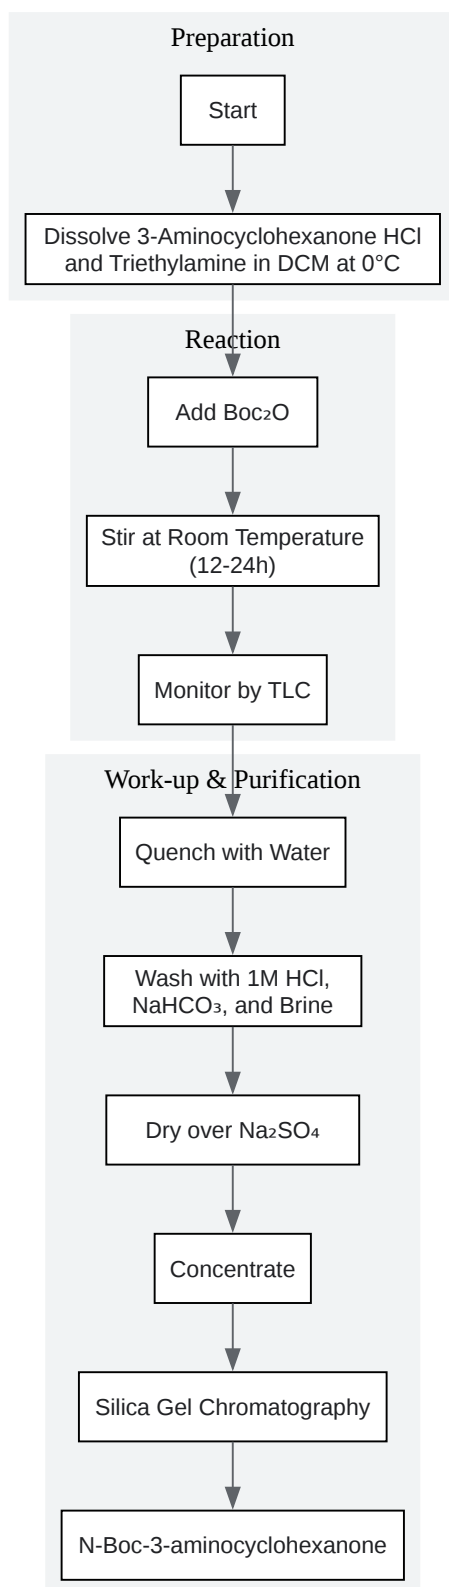 Preparation
Start
Dissolve 3-Aminocyclohexanone HCl
and Triethylamine in DCM at 0°C
Reaction
Add Boc₂O
Stir at Room Temperature
(12-24h)
Monitor by TLC
Work-up & Purification
Quench with Water
Wash with 1M HCl,
NaHCO₃, and Brine
Dry over Na₂SO₄
Concentrate
Silica Gel Chromatography
N-Boc-3-aminocyclohexanone